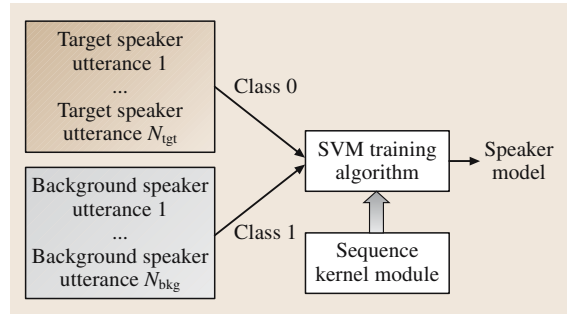 Target speaker
utterance 1
...
Target speaker
utterance N_tgt
Class 0
Background speaker
utterance 1
...
Background speaker
utterance N_bkg
Class 1
SVM training
algorithm
Speaker
model
Sequence
kernel module